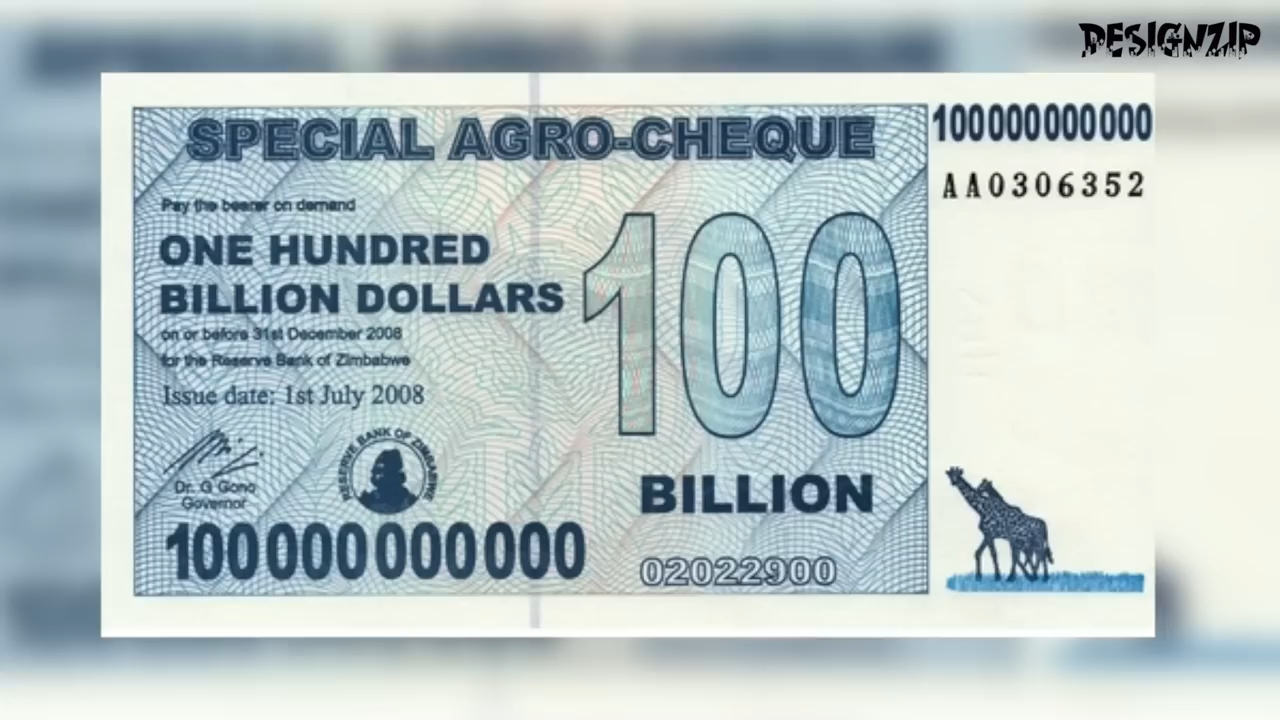 DESIGNZIP
SPECIAL AGRO-CHEQUE
100000000000
AA0306352
Pay the bearer on demand
ONE HUNDRED
BILLION DOLLARS
on or before 31st December 2008
for the Reserve Bank of Zimbabwe
Issue date: 1st July 2008
100
Dr. G Gono
Governor
RESERVE BANK OF ZIMBABWE
BILLION
100000000000
02022900